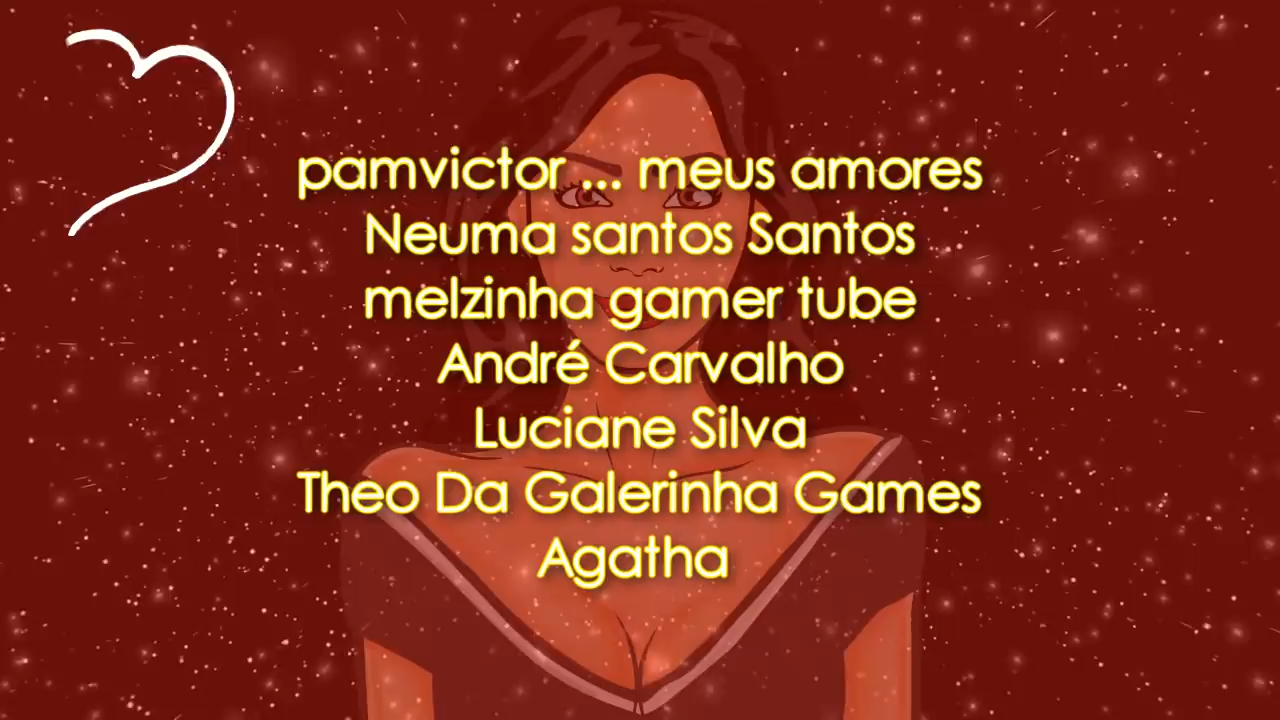 pamvictor ... meus amores
Neuma santos Santos
melzinha gamer tube
André Carvalho
Luciane Silva
Theo Da Galerinha Games
Agatha